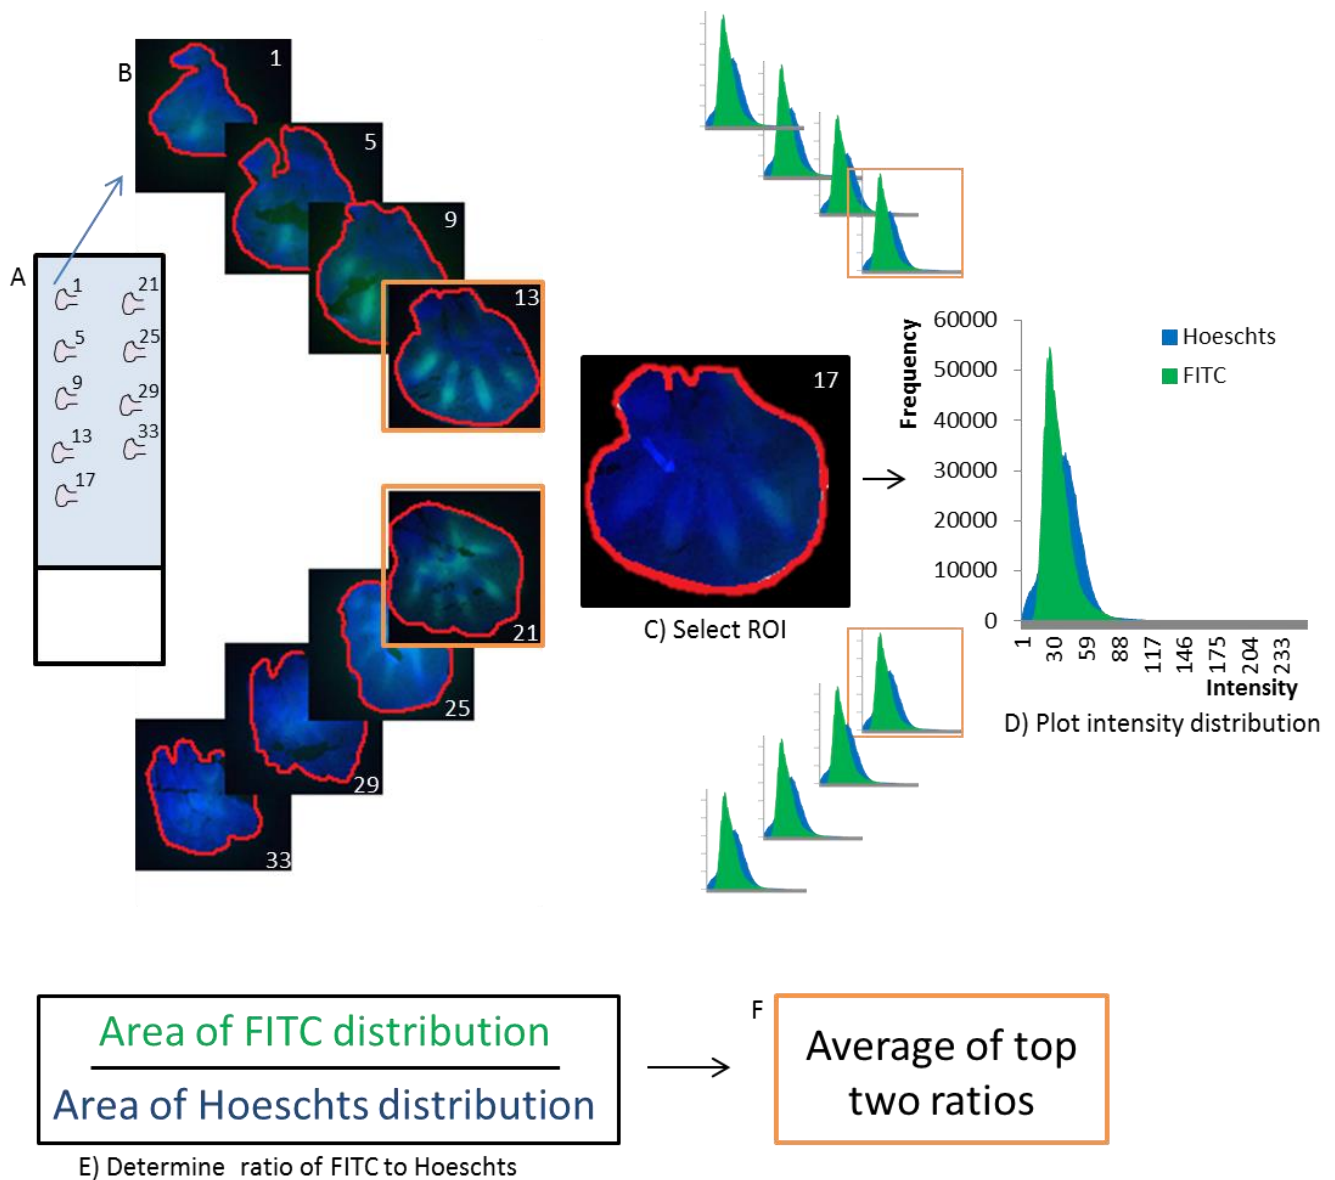 B
1
5
9
13
A
1
21
5
25
9
29
13
33
17
21
25
29
33
17
C) Select ROI
Frequency
60000
50000
40000
30000
20000
10000
0
Hoeschts
FITC
1
30
59
88
117
146
175
204
233
Intensity
D) Plot intensity distribution
Area of FITC distribution
Area of Hoeschts distribution
E) Determine ratio of FITC to Hoeschts
F
Average of top
two ratios